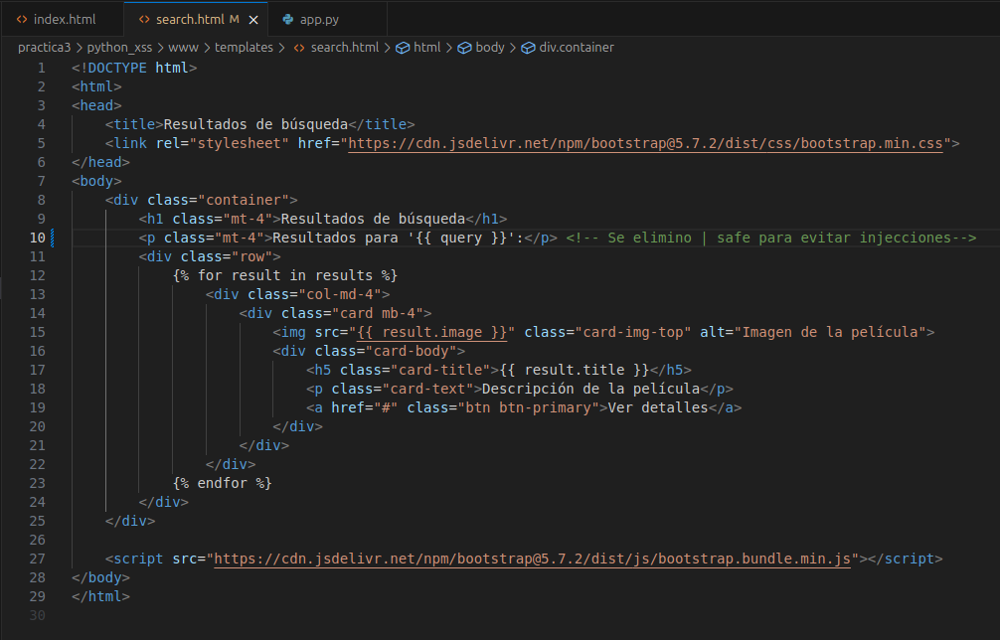 index.html search.html M × app.py
practica3 > python_xss > www > templates > <> search.html > html > body > div.container
1 <!DOCTYPE html>
2 <html>
3 <head>
4     <title>Resultados de búsqueda</title>
5     <link rel="stylesheet" href="https://cdn.jsdelivr.net/npm/bootstrap@5.7.2/dist/css/bootstrap.min.css">
6 </head>
7 <body>
8     <div class="container">
9         <h1 class="mt-4">Resultados de búsqueda</h1>
10         <p class="mt-4">Resultados para '{{ query }}':</p> <!-- Se elimino | safe para evitar injecciones-->
11         <div class="row">
12             {% for result in results %}
13                 <div class="col-md-4">
14                     <div class="card mb-4">
15                         <img src="{{ result.image }}" class="card-img-top" alt="Imagen de la película">
16                         <div class="card-body">
17                             <h5 class="card-title">{{ result.title }}</h5>
18                             <p class="card-text">Descripción de la película</p>
19                             <a href="#" class="btn btn-primary">Ver detalles</a>
20                         </div>
21                     </div>
22                 </div>
23             {% endfor %}
24         </div>
25     </div>
26
27     <script src="https://cdn.jsdelivr.net/npm/bootstrap@5.7.2/dist/js/bootstrap.bundle.min.js"></script>
28 </body>
29 </html>
30